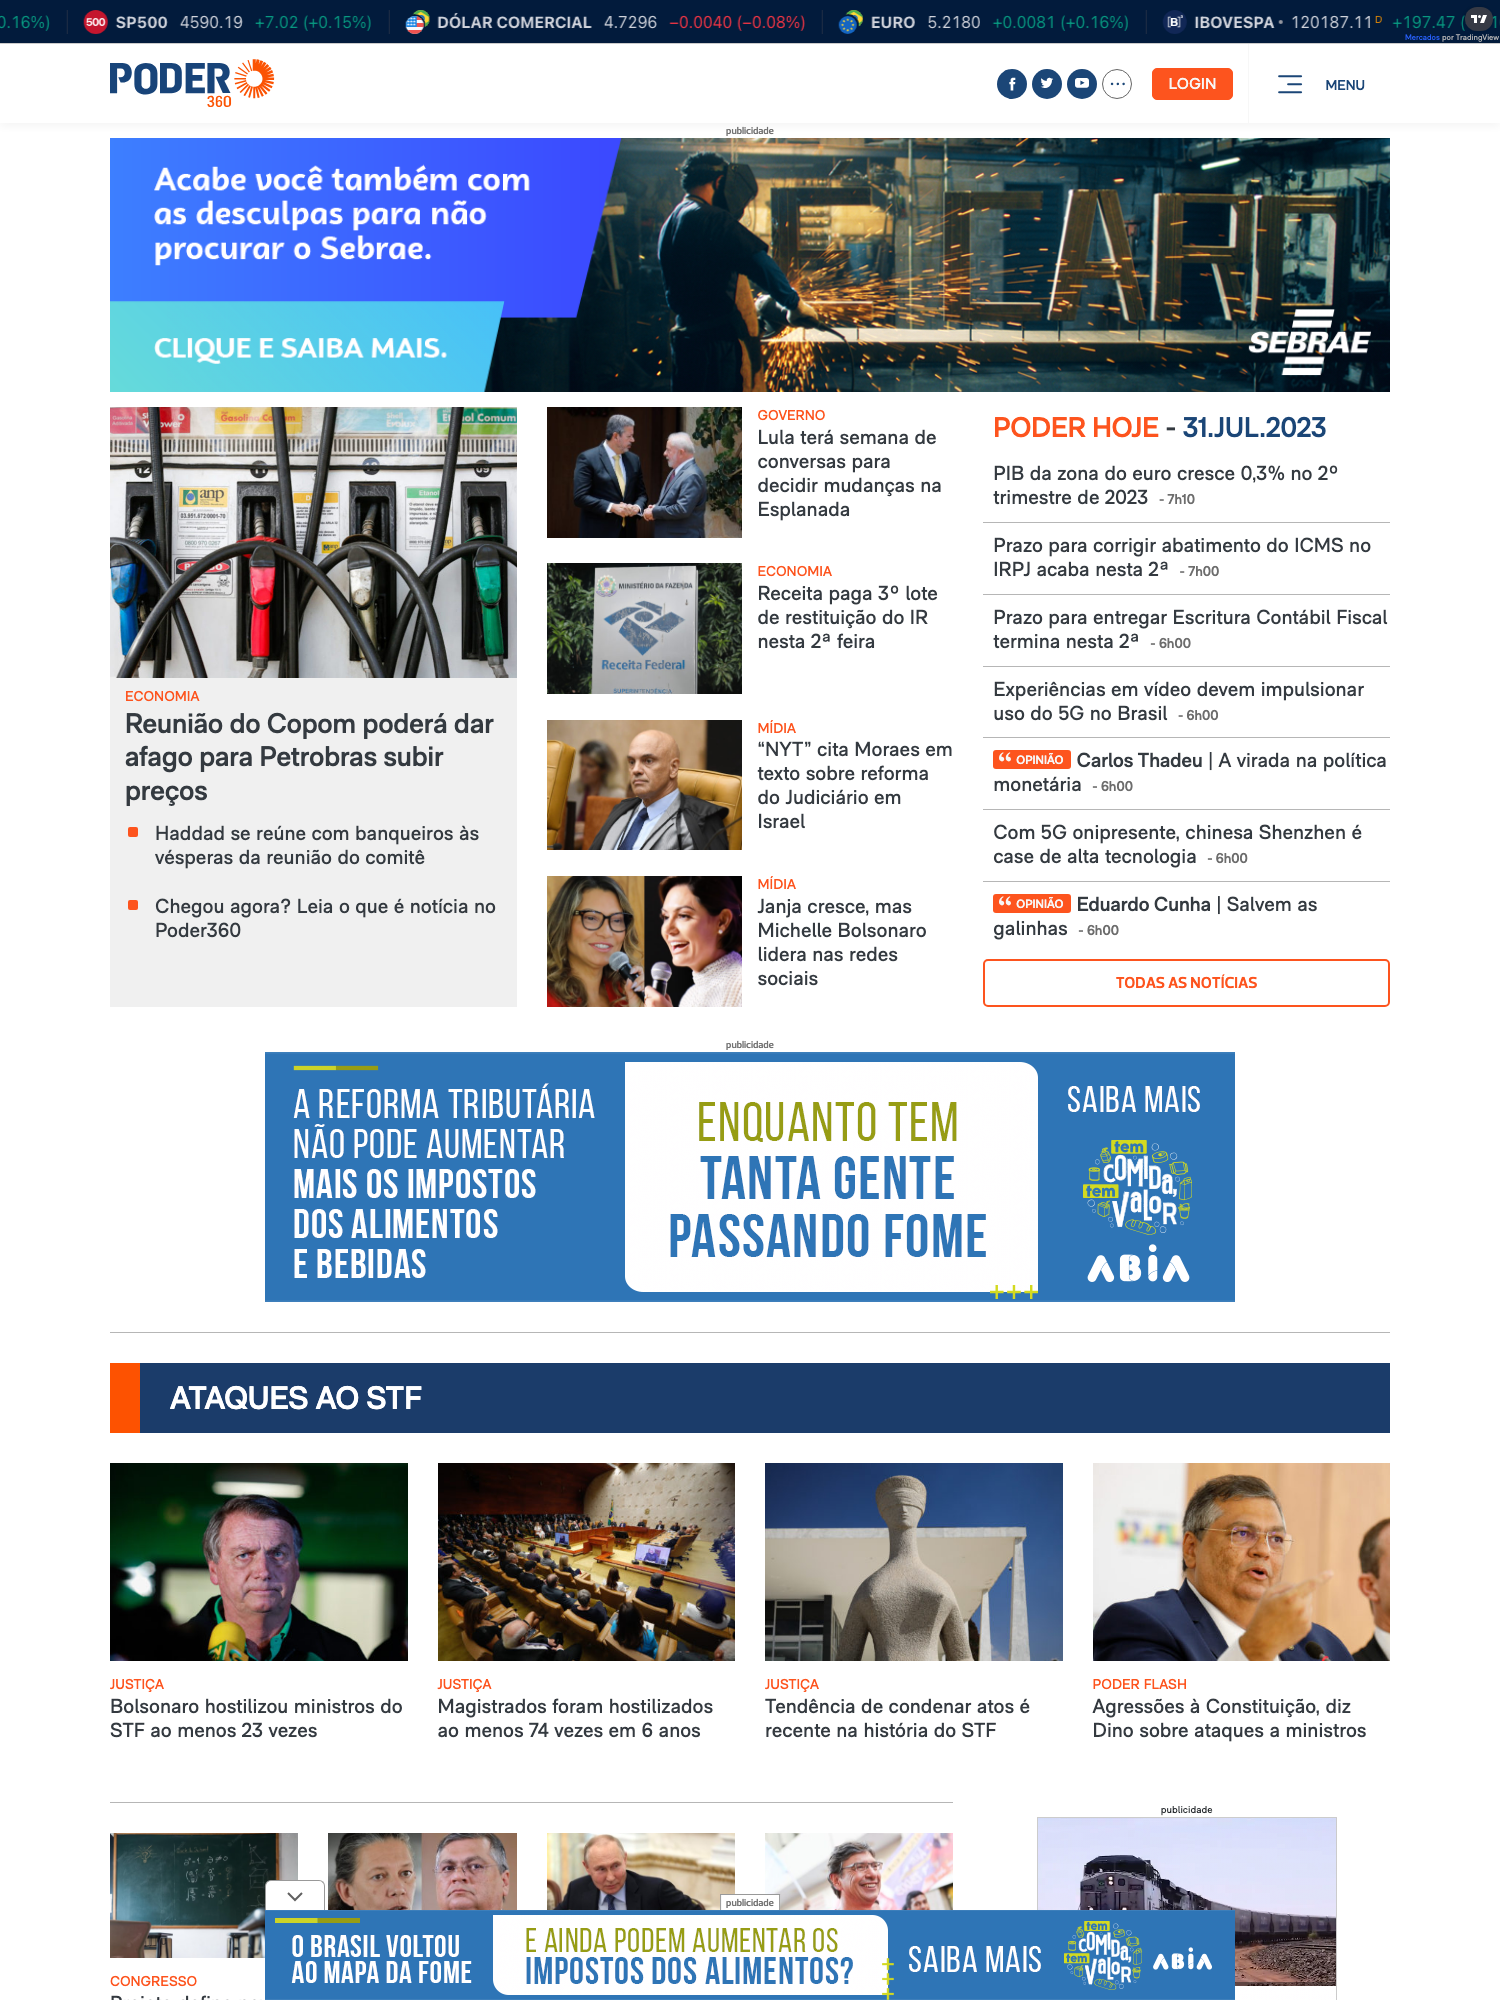 0.16%)
500 SP500 4590.19 +7.02 (+0.15%)
DÓLAR COMERCIAL 4.7296 −0.0040 (−0.08%)
EURO 5.2180 +0.0081 (+0.16%)
IBOVESPA • 120187.11 D +197.47
Mercados por TradingView
PODER
360
LOGIN
MENU
publicidade
Acabe você também com
as desculpas para não
procurar o Sebrae.
CLIQUE E SAIBA MAIS.
SEBRAE
ECONOMIA
Reunião do Copom poderá dar
afago para Petrobras subir
preços
Haddad se reúne com banqueiros às
vésperas da reunião do comitê
Chegou agora? Leia o que é notícia no
Poder360
GOVERNO
Lula terá semana de
conversas para
decidir mudanças na
Esplanada
MINISTÉRIO DA FAZENDA
Receita Federal
ECONOMIA
Receita paga 3º lote
de restituição do IR
nesta 2ª feira
MÍDIA
“NYT” cita Moraes em
texto sobre reforma
do Judiciário em
Israel
MÍDIA
Janja cresce, mas
Michelle Bolsonaro
lidera nas redes
sociais
PODER HOJE - 31.JUL.2023
PIB da zona do euro cresce 0,3% no 2º
trimestre de 2023 - 7h10
Prazo para corrigir abatimento do ICMS no
IRPJ acaba nesta 2ª - 7h00
Prazo para entregar Escritura Contábil Fiscal
termina nesta 2ª - 6h00
Experiências em vídeo devem impulsionar
uso do 5G no Brasil - 6h00
“ OPINIÃO Carlos Thadeu | A virada na política
monetária - 6h00
Com 5G onipresente, chinesa Shenzhen é
case de alta tecnologia - 6h00
“ OPINIÃO Eduardo Cunha | Salvem as
galinhas - 6h00
TODAS AS NOTÍCIAS
publicidade
A REFORMA TRIBUTÁRIA
NÃO PODE AUMENTAR
MAIS OS IMPOSTOS
DOS ALIMENTOS
E BEBIDAS
ENQUANTO TEM
TANTA GENTE
PASSANDO FOME
SAIBA MAIS
tem
COMIDA,
tem
VALOR
ABIA
ATAQUES AO STF
JUSTIÇA
Bolsonaro hostilizou ministros do
STF ao menos 23 vezes
JUSTIÇA
Magistrados foram hostilizados
ao menos 74 vezes em 6 anos
JUSTIÇA
Tendência de condenar atos é
recente na história do STF
PODER FLASH
Agressões à Constituição, diz
Dino sobre ataques a ministros
publicidade
CONGRESSO
publicidade
O BRASIL VOLTOU
AO MAPA DA FOME
E AINDA PODEM AUMENTAR OS
IMPOSTOS DOS ALIMENTOS?
SAIBA MAIS
tem
COMIDA,
tem
VALOR
ABIA